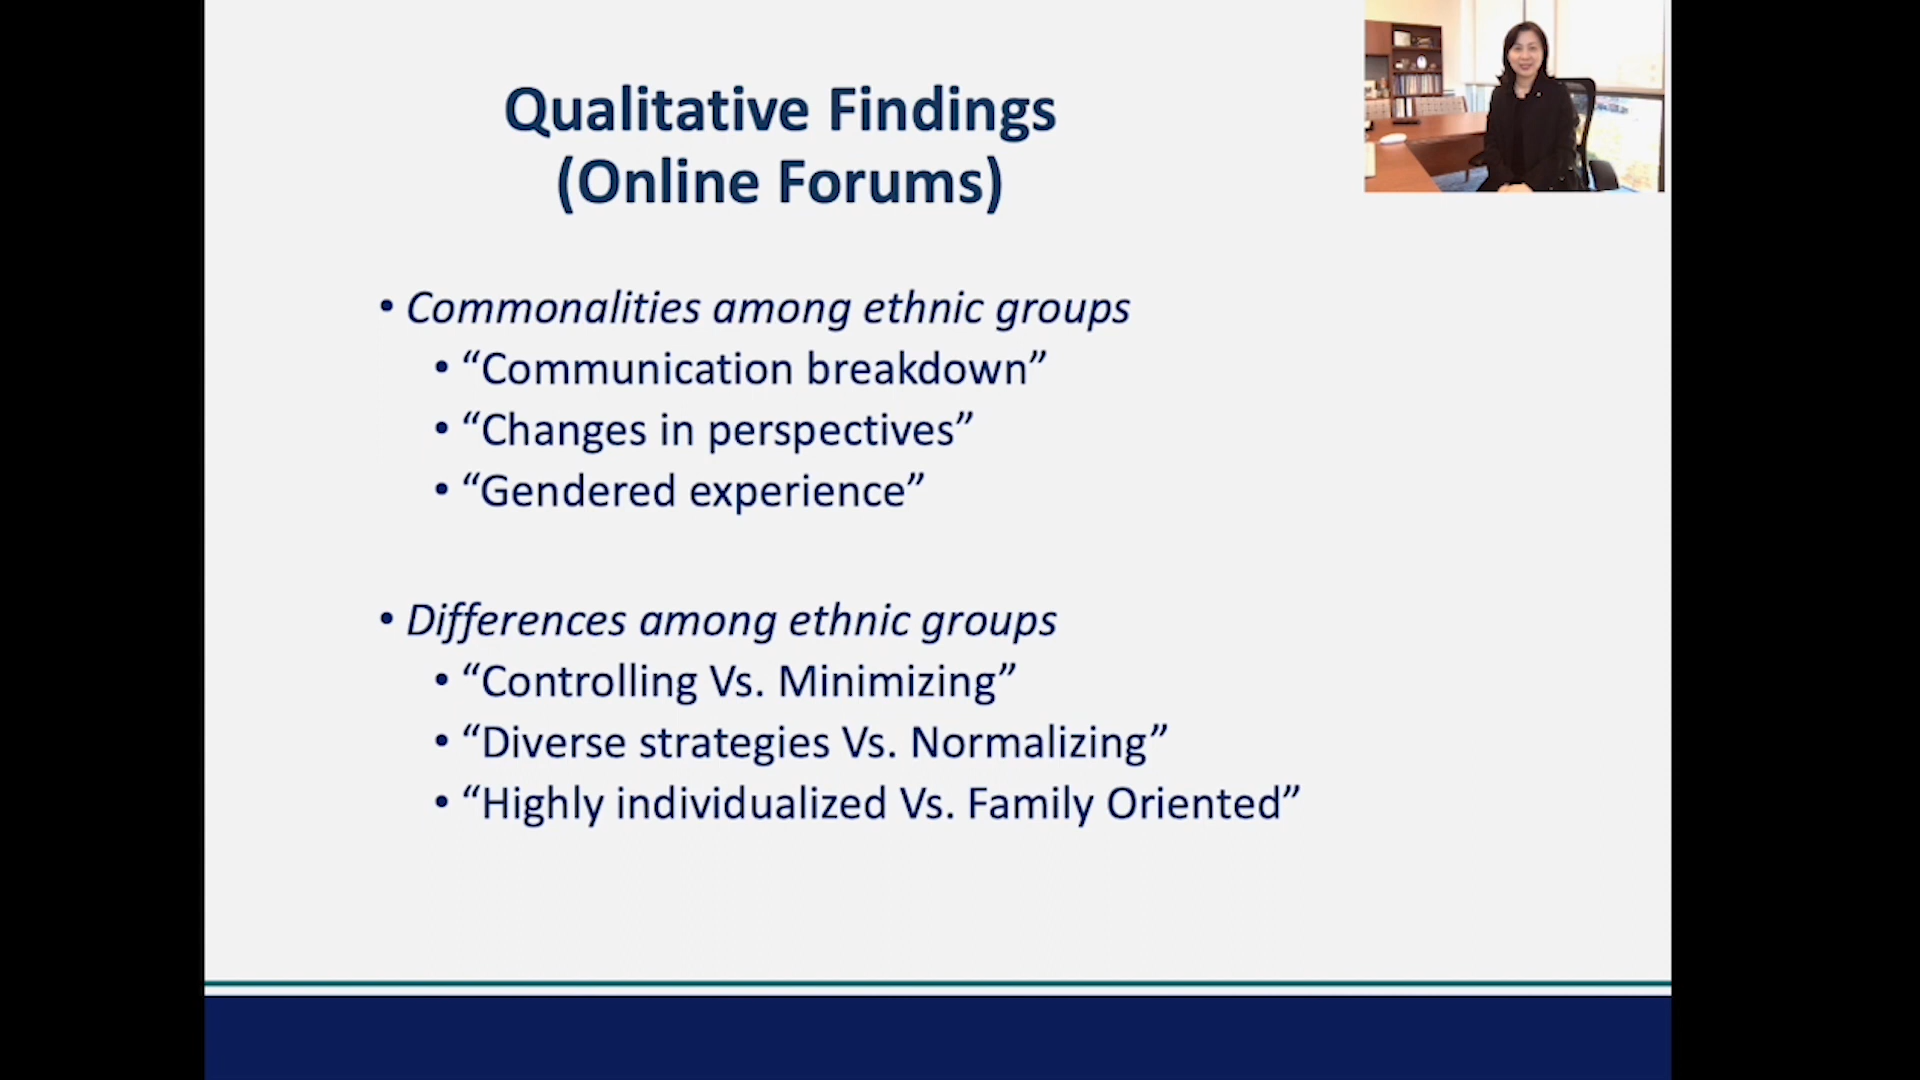 Qualitative Findings
(Online Forums)
• Commonalities among ethnic groups
• “Communication breakdown”
• “Changes in perspectives”
• “Gendered experience”
• Differences among ethnic groups
• “Controlling Vs. Minimizing”
• “Diverse strategies Vs. Normalizing”
• “Highly individualized Vs. Family Oriented”